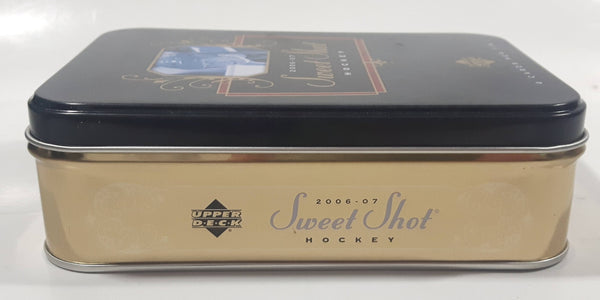 2006-07
Sweet Shot
HOCKEY
UPPER
DECK
2006-07
Sweet Shot®
HOCKEY